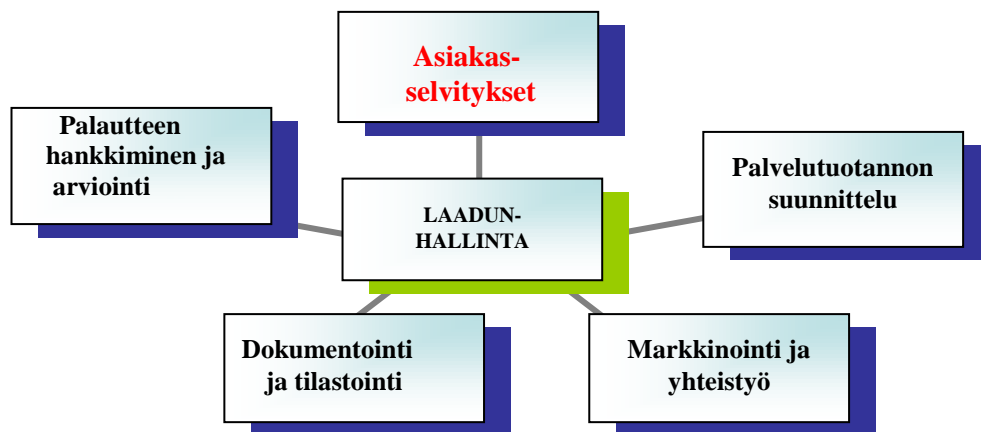 Asiakas-
selvitykset
Palautteen
hankkiminen ja
arviointi
Palvelutuotannon
suunnittelu
LAADUN-
HALLINTA
Dokumentointi
ja tilastointi
Markkinointi ja
yhteistyö